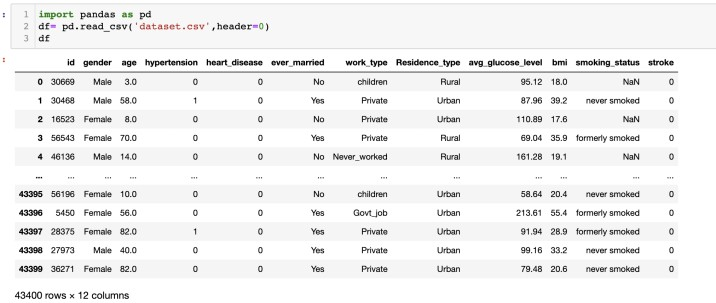 :
1 import pandas as pd
2 df= pd.read_csv('dataset.csv',header=0)
3 df
:
id gender age hypertension heart_disease ever_married work_type Residence_type avg_glucose_level bmi smoking_status stroke
0 30669 Male 3.0 0 0 No children Rural 95.12 18.0 NaN 0
1 30468 Male 58.0 1 0 Yes Private Urban 87.96 39.2 never smoked 0
2 16523 Female 8.0 0 0 No Private Urban 110.89 17.6 NaN 0
3 56543 Female 70.0 0 0 Yes Private Rural 69.04 35.9 formerly smoked 0
4 46136 Male 14.0 0 0 No Never_worked Rural 161.28 19.1 NaN 0
... ... ... ... ... ... ... ... ... ... ... ... ...
43395 56196 Female 10.0 0 0 No children Urban 58.64 20.4 never smoked 0
43396 5450 Female 56.0 0 0 Yes Govt_job Urban 213.61 55.4 formerly smoked 0
43397 28375 Female 82.0 1 0 Yes Private Urban 91.94 28.9 formerly smoked 0
43398 27973 Male 40.0 0 0 Yes Private Urban 99.16 33.2 never smoked 0
43399 36271 Female 82.0 0 0 Yes Private Urban 79.48 20.6 never smoked 0
43400 rows × 12 columns